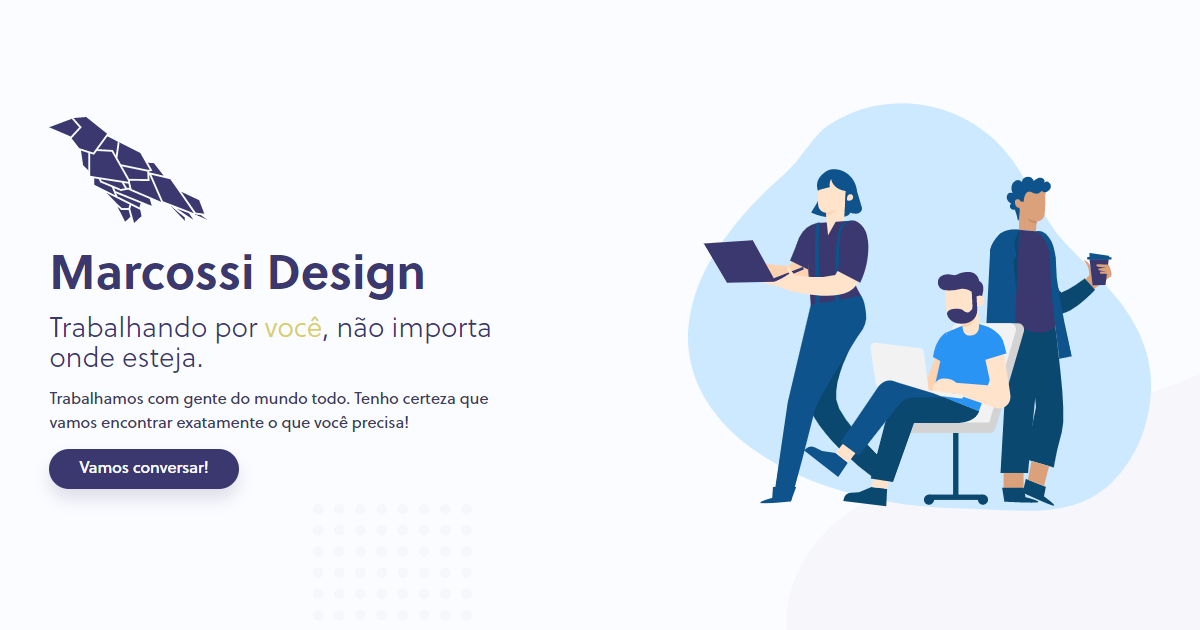 Marcossi Design
Trabalhando por você, não importa
onde esteja.
Trabalhamos com gente do mundo todo. Tenho certeza que
vamos encontrar exatamente o que você precisa!
Vamos conversar!